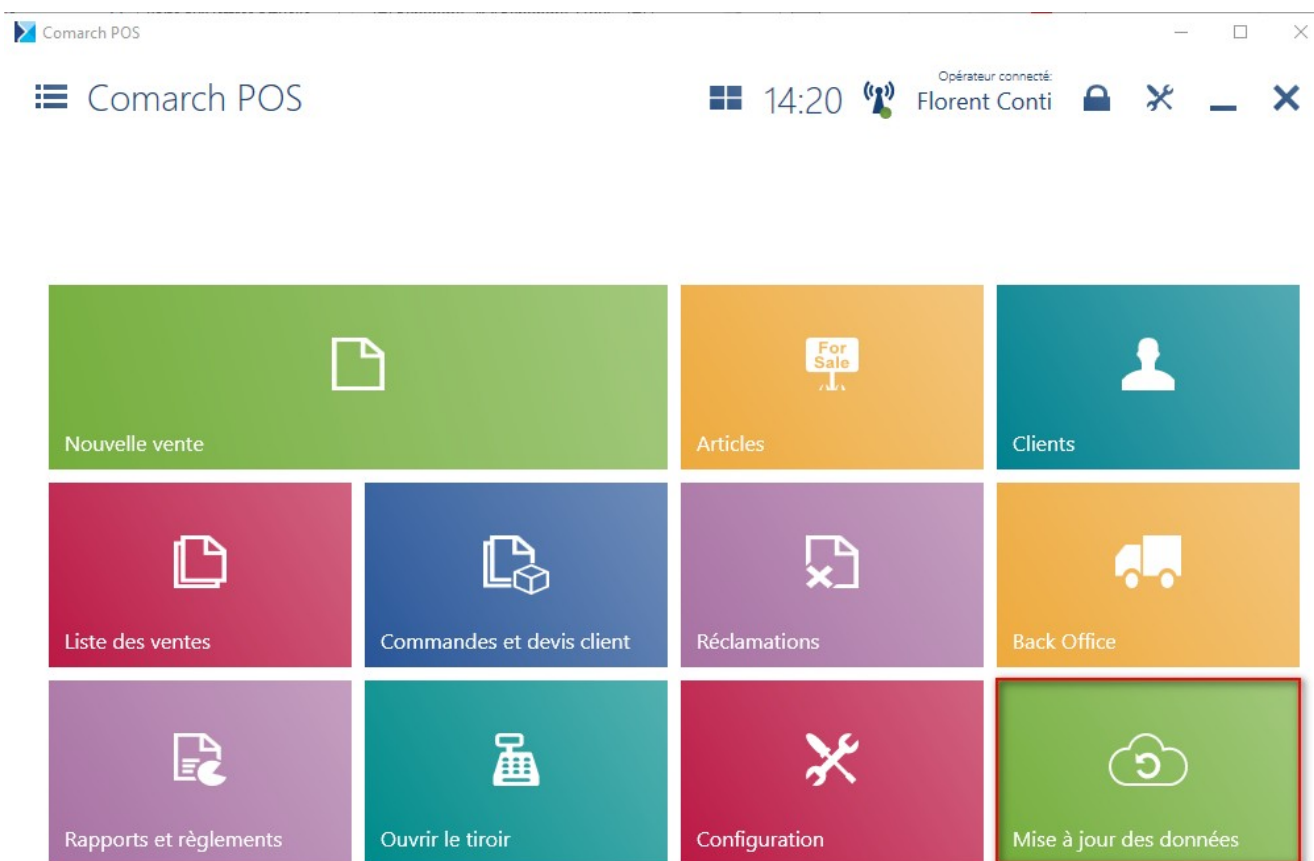 Comarch POS
Comarch POS
14:20
Opérateur connecté:
Florent Conti
Nouvelle vente
For
Sale
Articles
Clients
Liste des ventes
Commandes et devis client
Réclamations
Back Office
Rapports et règlements
Ouvrir le tiroir
Configuration
Mise à jour des données